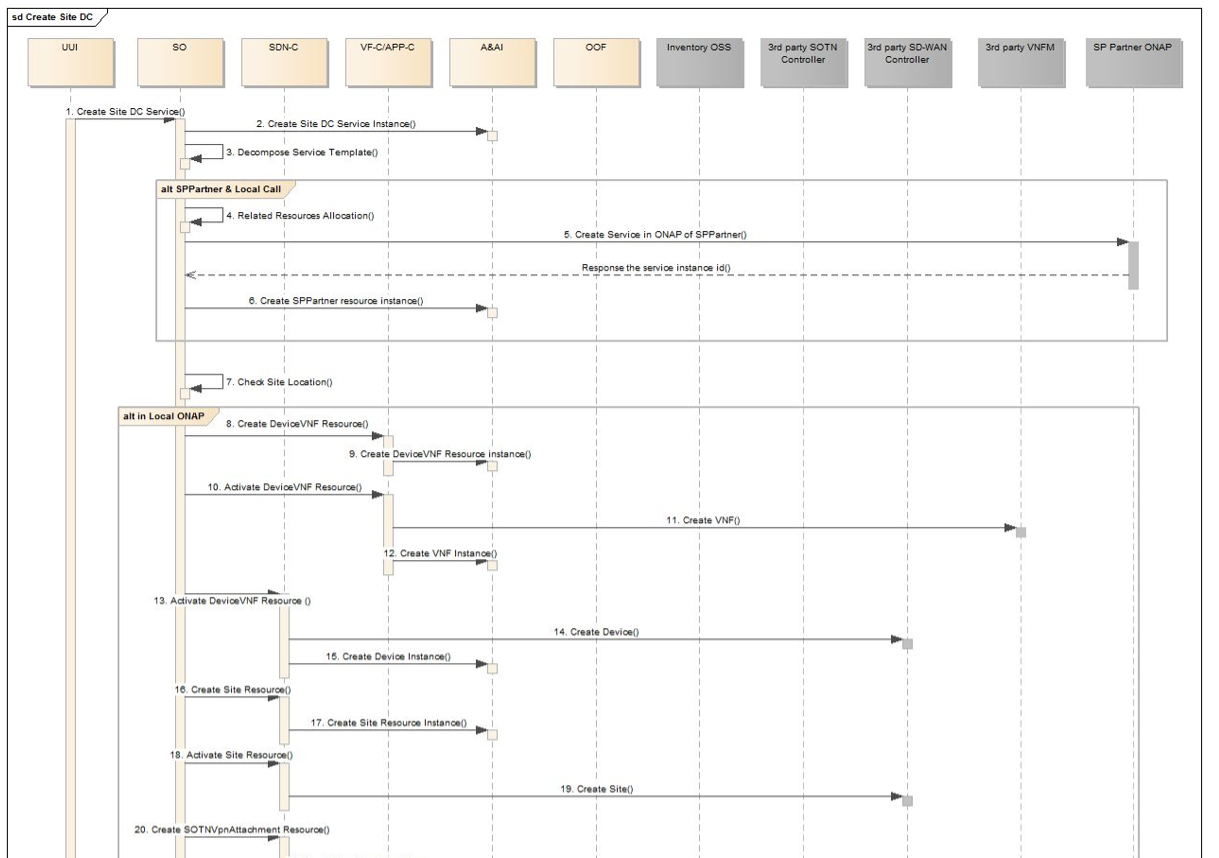 sd Create Site DC
UUI
SO
SDN-C
VF-C/APP-C
A&AI
OOF
Inventory OSS
3rd party SOTN
Controller
3rd party SD-WAN
Controller
3rd party VNFM
SP Partner ONAP
1. Create Site DC Service()
2. Create Site DC Service Instance()
3. Decompose Service Template()
alt SPPartner & Local Call
4. Related Resources Allocation()
5. Create Service in ONAP of SPPartner()
Response the service instance id()
6. Create SPPartner resource instance()
7. Check Site Location()
alt in Local ONAP
8. Create DeviceVNF Resource()
9. Create DeviceVNF Resource instance()
10. Activate DeviceVNF Resource()
11. Create VNF()
12. Create VNF Instance()
13. Activate DeviceVNF Resource ()
14. Create Device()
15. Create Device Instance()
16. Create Site Resource()
17. Create Site Resource Instance()
18. Activate Site Resource()
19. Create Site()
20. Create SOTNVpnAttachment Resource()